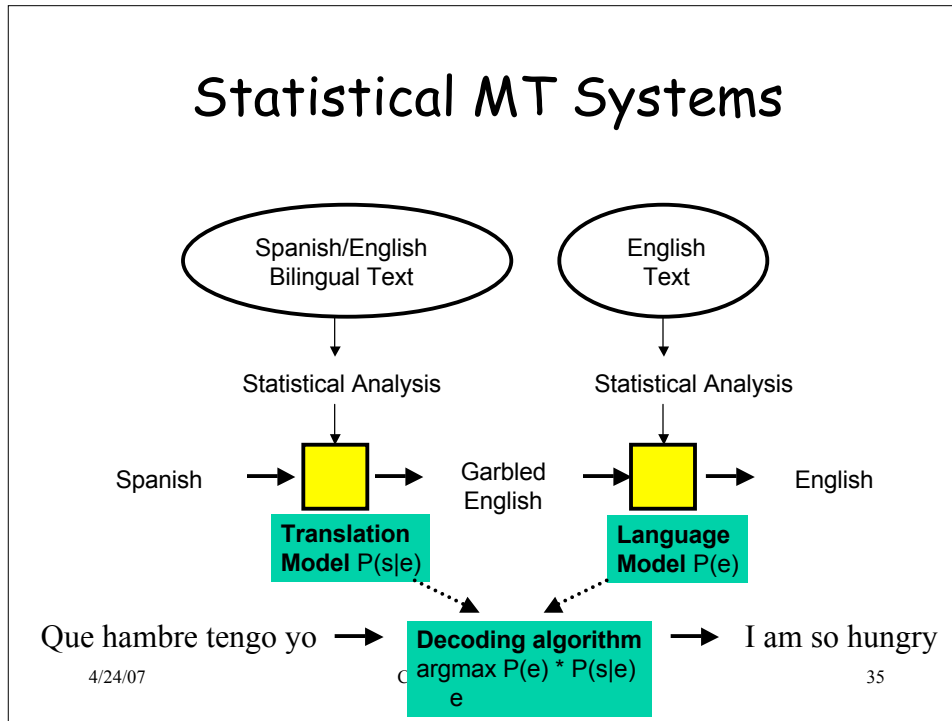 Statistical MT Systems
Spanish/English
Bilingual Text
English
Text
Statistical Analysis
Statistical Analysis
Spanish
Garbled
English
English
Translation
Model P(s|e)
Language
Model P(e)
Que hambre tengo yo
Decoding algorithm
argmax P(e) * P(s|e)
e
I am so hungry
4/24/07
C
35